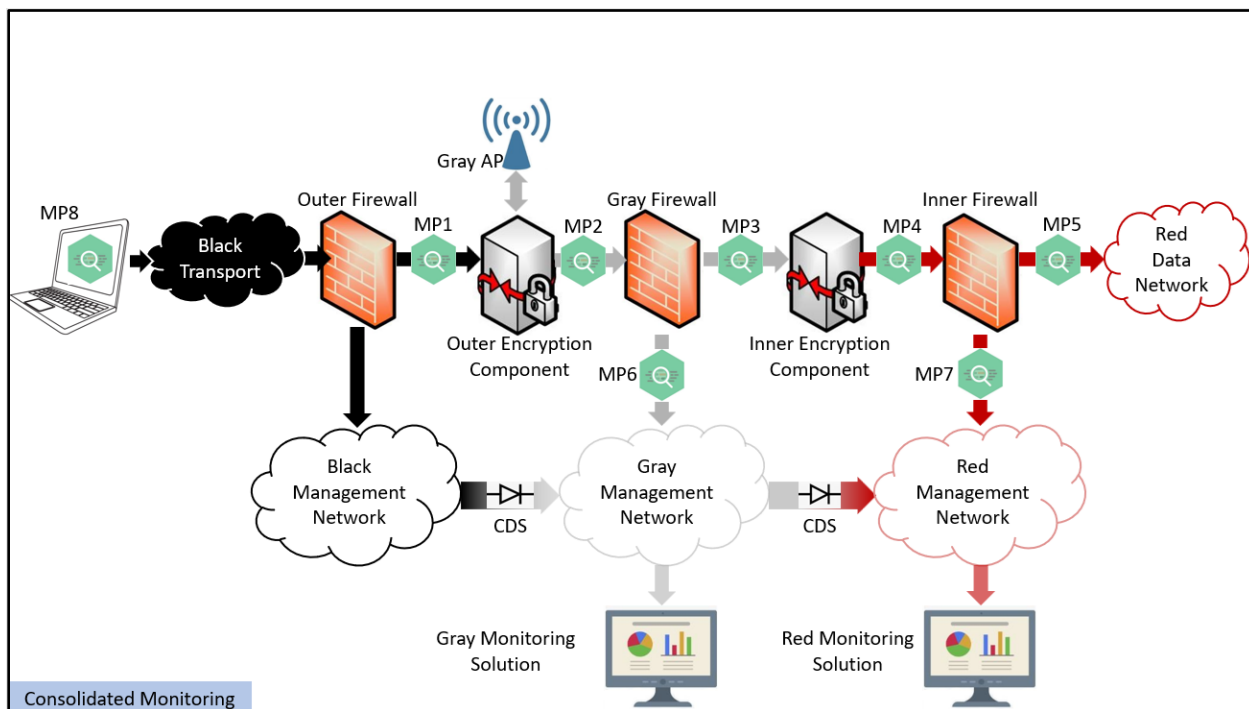 Gray AP
Outer Firewall
Gray Firewall
Inner Firewall
MP8
MP1
MP2
MP3
MP4
MP5
Black
Transport
Red
Data
Network
Outer Encryption
Component
Inner Encryption
Component
MP6
MP7
Black
Management
Network
CDS
Gray
Management
Network
CDS
Red
Management
Network
Gray Monitoring
Solution
Red Monitoring
Solution
Consolidated Monitoring